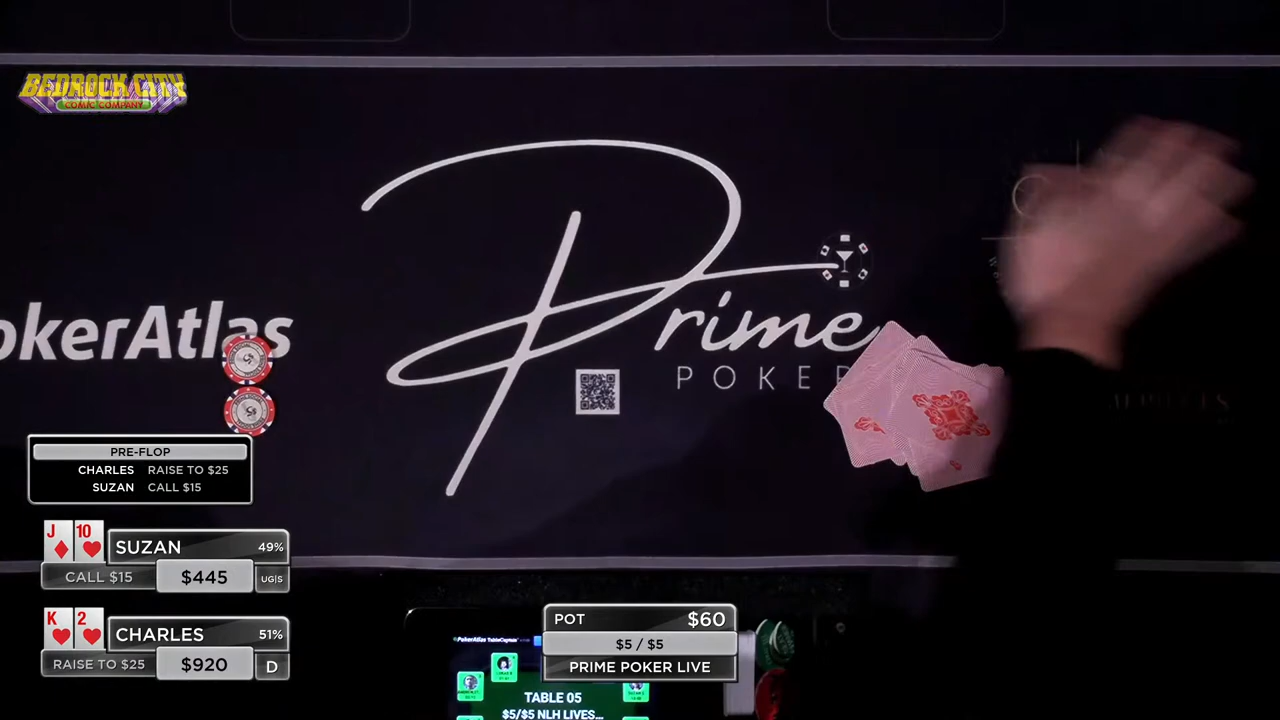 BEDROCK CITY
COMIC COMPANY
Prime
POKER
okerAtlas
PRE-FLOP
CHARLES RAISE TO $25
SUZAN CALL $15
J 10 SUZAN 49%
CALL $15 $445 UG|S
K 2 CHARLES 51%
RAISE TO $25 $920 D
POT $60
$5 / $5
PRIME POKER LIVE
PokerAtlas TableCaptain
TABLE 05
$5/$5 NLH LIVES...